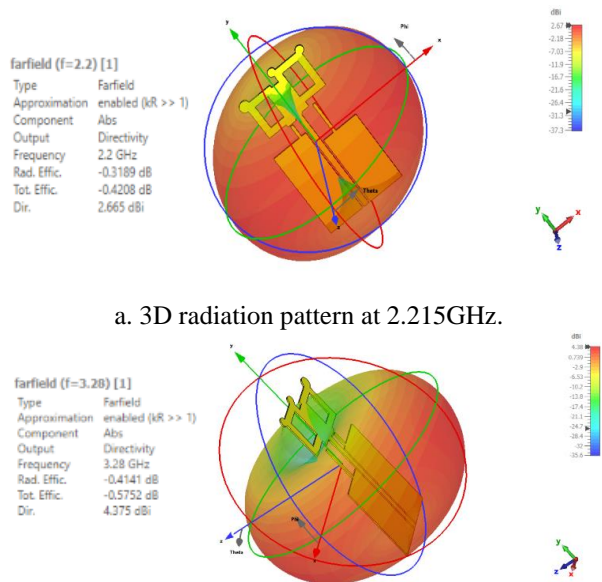 dBi
2.67
-2.18
-7.03
-11.9
-16.7
-21.6
-26.4
-31.3
-37.3
y
Phi
x
farfield (f=2.2) [1]
Type Farfield
Approximation enabled (kR >> 1)
Component Abs
Output Directivity
Frequency 2.2 GHz
Rad. Effic. -0.3189 dB
Tot. Effic. -0.4208 dB
Dir. 2.665 dBi
Theta
z
y
x
z
a. 3D radiation pattern at 2.215GHz.
dBi
4.38
0.739
-2.9
-6.53
-10.2
-13.8
-17.5
-21.1
-24.7
-32
-35.6
y
farfield (f=3.28) [1]
Type Farfield
Approximation enabled (kR >> 1)
Component Abs
Output Directivity
Frequency 3.28 GHz
Rad. Effic. -0.4141 dB
Tot. Effic. -0.5752 dB
Dir. 4.375 dBi
z
Phi
Theta
x
y
z
x